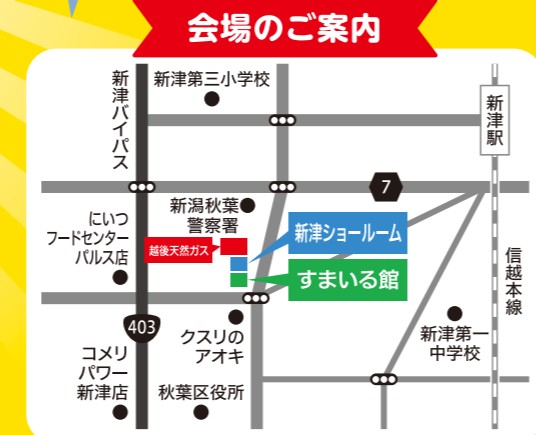 会場のご案内
新津バイパス
新津第三小学校
新津駅
7
新潟秋葉
警察署
にいつ
フードセンター
パルス店
越後天然ガス
新津ショールーム
すまいる館
信越本線
403
クスリの
アオキ
新津第一
中学校
コメリ
パワー
新津店
秋葉区役所